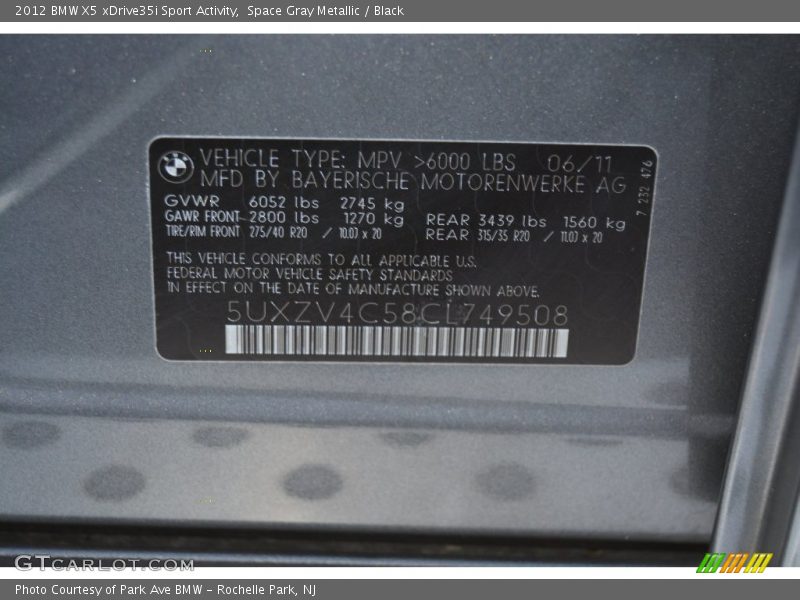 2012 BMW X5 xDrive35i Sport Activity,  Space Gray Metallic / Black
VEHICLE TYPE: MPV >6000 LBS 06/11
MFD BY BAYERISCHE MOTORENWERKE AG
7 232 476
GVWR 6052 lbs 2745 kg
GAWR FRONT 2800 lbs 1270 kg REAR 3439 lbs 1560 kg
TIRE/RIM FRONT 275/40 R20 / 10.0J x 20 REAR 315/35 R20 / 11.0J x 20
THIS VEHICLE CONFORMS TO ALL APPLICABLE U.S.
FEDERAL MOTOR VEHICLE SAFETY STANDARDS
IN EFFECT ON THE DATE OF MANUFACTURE SHOWN ABOVE.
5UXZV4C58CL749508
GTCARLOT.COM
Photo Courtesy of Park Ave BMW - Rochelle Park, NJ